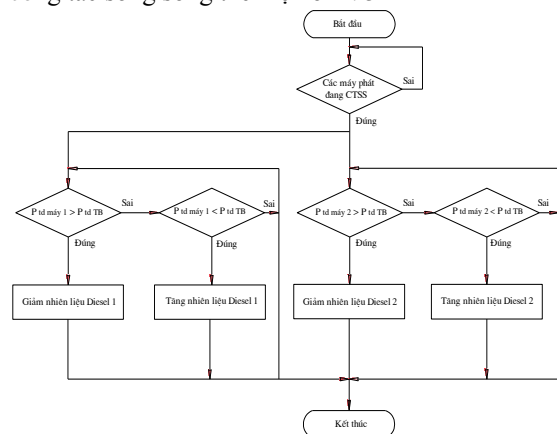 Bắt đầu
Các máy phát
đang CTSS
Sai
Đúng
P td máy 1 > P td TB
Sai
P td máy 1 < P td TB
Sai
P td máy 2 > P td TB
Sai
P td máy 2 < P td TB
Sai
Đúng
Đúng
Đúng
Đúng
Giảm nhiên liệu Diesel 1
Tăng nhiên liệu Diesel 1
Giảm nhiên liệu Diesel 2
Tăng nhiên liệu Diesel 2
Kết thúc